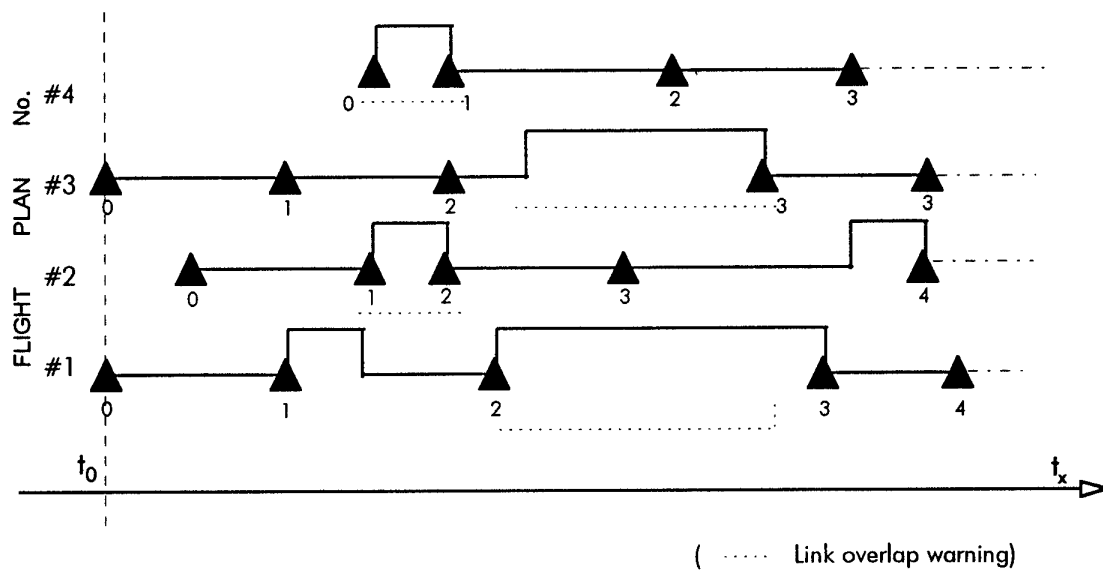 FLIGHT PLAN No.
#4
0 1 2 3
#3
0 1 2 3 3
#2
0 1 2 3 4
#1
0 1 2 3 4
t0
tx
( ..... Link overlap warning)